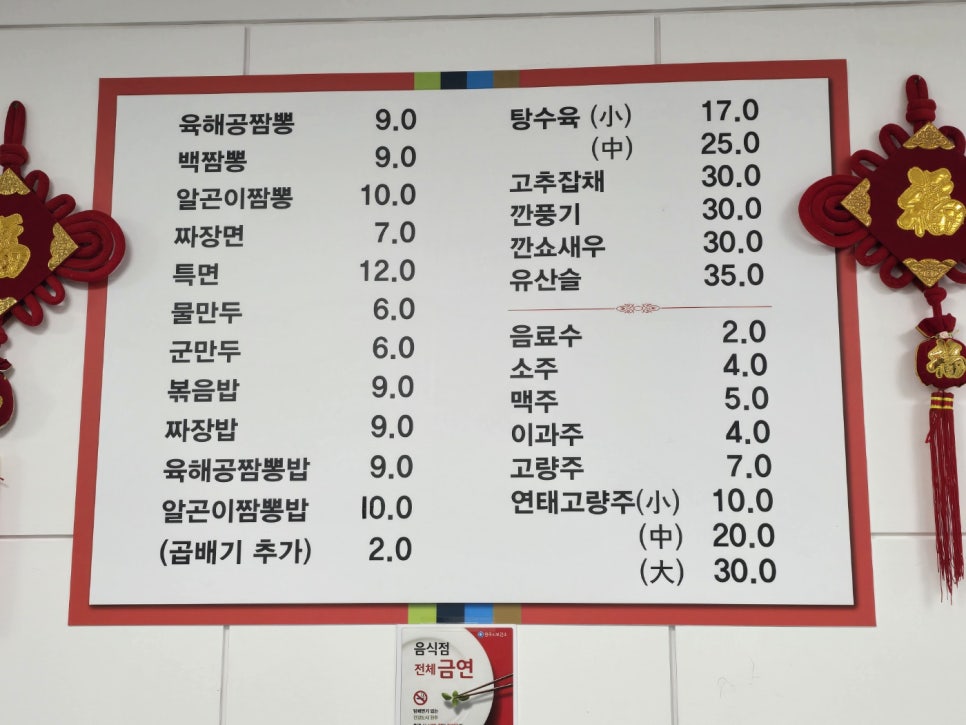 육해공짬뽕 9.0
백짬뽕 9.0
알곤이짬뽕 10.0
짜장면 7.0
특면 12.0
물만두 6.0
군만두 6.0
볶음밥 9.0
짜장밥 9.0
육해공짬뽕밥 9.0
알곤이짬뽕밥 10.0
(곱배기 추가) 2.0
탕수육 (小) 17.0
(中) 25.0
고추잡채 30.0
깐풍기 30.0
깐쇼새우 30.0
유산슬 35.0
음료수 2.0
소주 4.0
맥주 5.0
이과주 4.0
고량주 7.0
연태고량주(小) 10.0
(中) 20.0
(大) 30.0
福
福
음식점
전체 금연